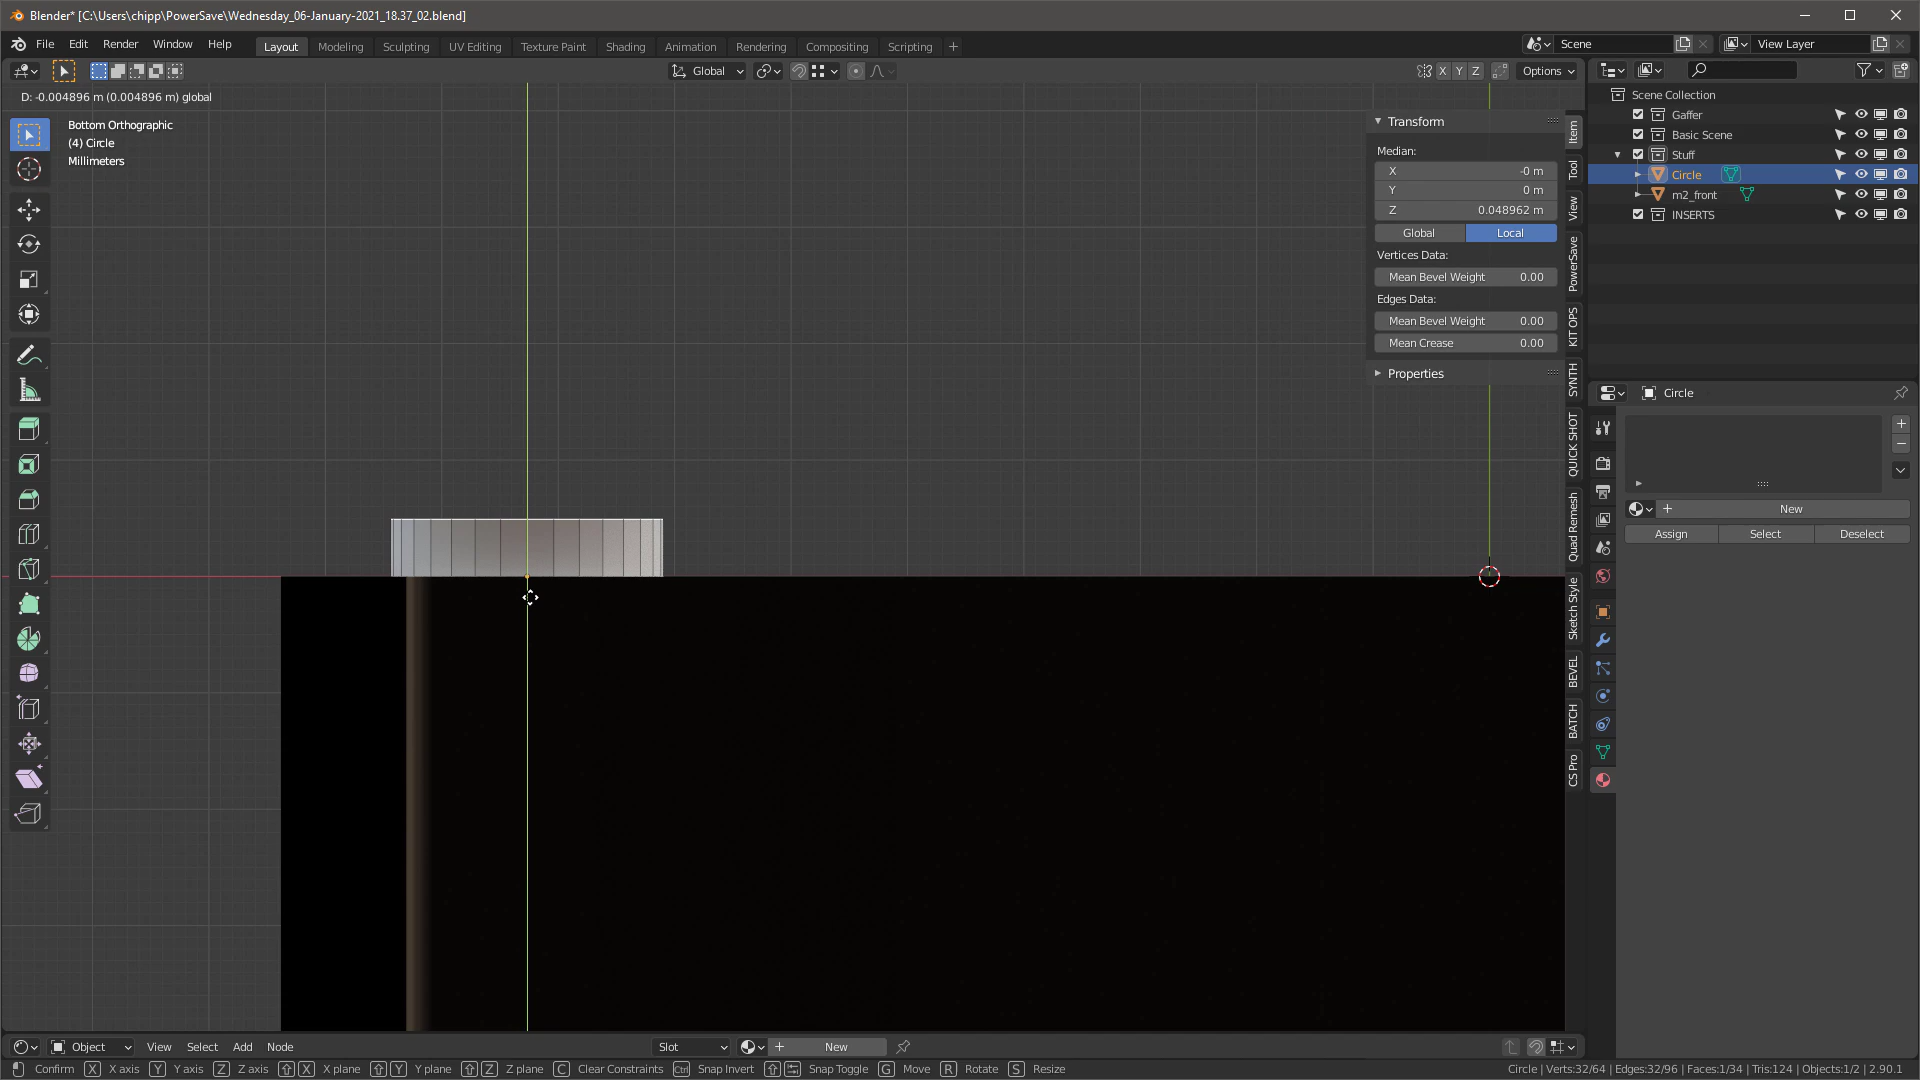 Blender* [C:\Users\chipp\PowerSave\Wednesday_06-January-2021_18.37_02.blend]
File Edit Render Window Help Layout Modeling Sculpting UV Editing Texture Paint Shading Animation Rendering Compositing Scripting + Scene View Layer
Global X Y Z Options
D: -0.004896 m (0.004896 m) global
Bottom Orthographic
(4) Circle
Millimeters
Transform
Median:
X -0 m
Y 0 m
Z 0.048962 m
Global Local
Vertices Data:
Mean Bevel Weight 0.00
Edges Data:
Mean Bevel Weight 0.00
Mean Crease 0.00
Properties
Item
Tool
View
PowerSave
KIT OPS
SYNTH
QUICK SHOT
Quad Remesh
Sketch Style
BEVEL
BATCH
CS Pro
Scene Collection
Gaffer
Basic Scene
Stuff
Circle
m2_front
INSERTS
Circle
+ New
Assign Select Deselect
Object View Select Add Node Slot + New
Confirm X X axis Y Y axis Z Z axis X X plane Y Y plane Z Z plane C Clear Constraints Ctrl Snap Invert Snap Toggle G Move R Rotate S Resize Circle | Verts:32/64 | Edges:32/96 | Faces:1/34 | Tris:124 | Objects:1/2 | 2.90.1